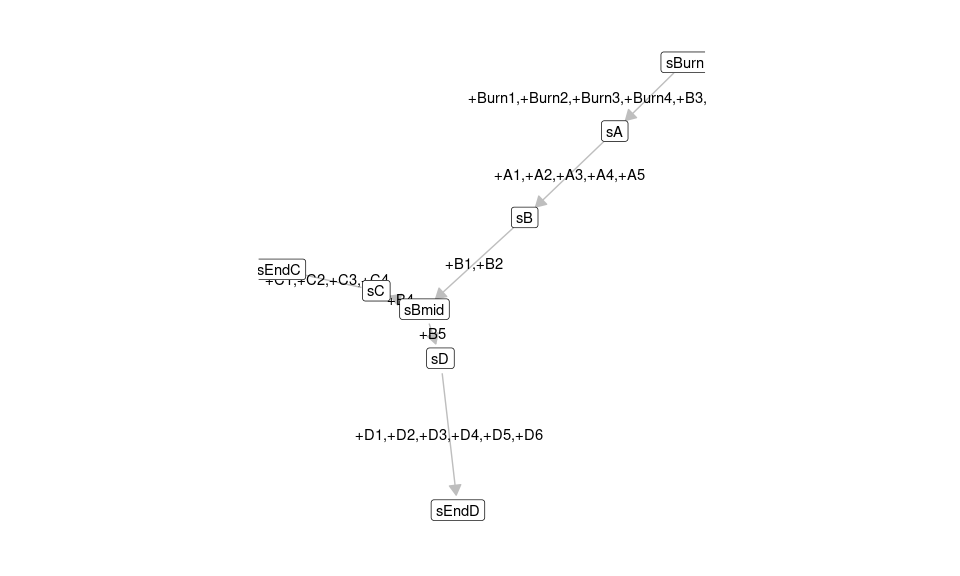 sBurn
+Burn1,+Burn2,+Burn3,+Burn4,+B3,
sA
+A1,+A2,+A3,+A4,+A5
sB
+B1,+B2
sEndC
+C1,+C2,+C3,+C4
sC
+B4
sBmid
+B5
sD
+D1,+D2,+D3,+D4,+D5,+D6
sEndD